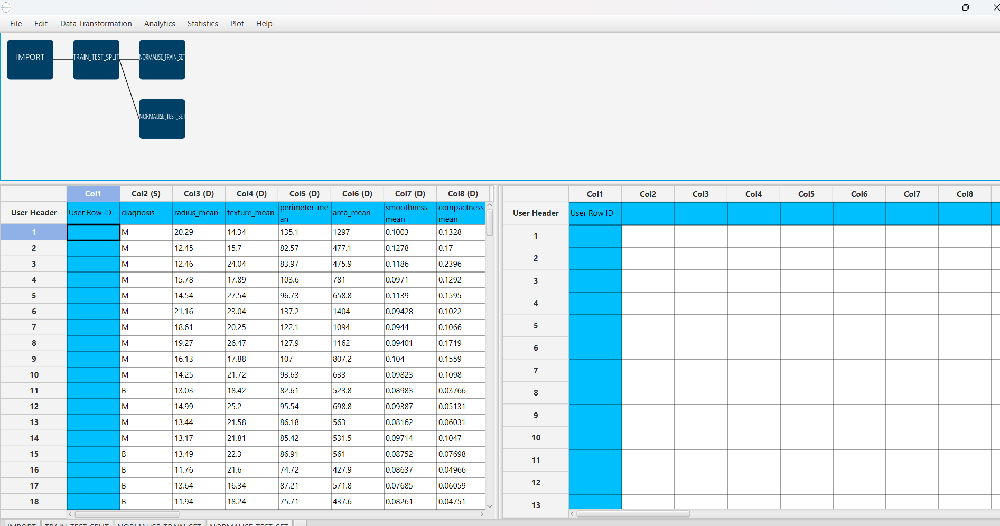 File Edit Data Transformation Analytics Statistics Plot Help
IMPORT TRAIN_TEST_SPLIT NORMALISE_TRAIN_SET
NORMALISE_TEST_SET
Col1 Col2 (S) Col3 (D) Col4 (D) Col5 (D) Col6 (D) Col7 (D) Col8 (D)
User Header User Row ID diagnosis radius_mean texture_mean perimeter_me an area_mean smoothness_ mean compactness_ mean
1 M 20.29 14.34 135.1 1297 0.1003 0.1328
2 M 12.45 15.7 82.57 477.1 0.1278 0.17
3 M 12.46 24.04 83.97 475.9 0.1186 0.2396
4 M 15.78 17.89 103.6 781 0.0971 0.1292
5 M 14.54 27.54 96.73 658.8 0.1139 0.1595
6 M 21.16 23.04 137.2 1404 0.09428 0.1022
7 M 18.61 20.25 122.1 1094 0.0944 0.1066
8 M 19.27 26.47 127.9 1162 0.09401 0.1719
9 M 16.13 17.88 107 807.2 0.104 0.1559
10 M 14.25 21.72 93.63 633 0.09823 0.1098
11 B 13.03 18.42 82.61 523.8 0.08983 0.03766
12 M 14.99 25.2 95.54 698.8 0.09387 0.05131
13 M 13.44 21.58 86.18 563 0.08162 0.06031
14 M 13.17 21.81 85.42 531.5 0.09714 0.1047
15 B 13.49 22.3 86.91 561 0.08752 0.07698
16 B 11.76 21.6 74.72 427.9 0.08637 0.04966
17 B 13.64 16.34 87.21 571.8 0.07685 0.06059
18 B 11.94 18.24 75.71 437.6 0.08261 0.04751
Col1 Col2 Col3 Col4 Col5 Col6 Col7 Col8
User Header User Row ID
1
2
3
4
5
6
7
8
9
10
11
12
13
IMPORT TRAIN_TEST_SPLIT NORMALISE_TRAIN_SET NORMALISE_TEST_SET